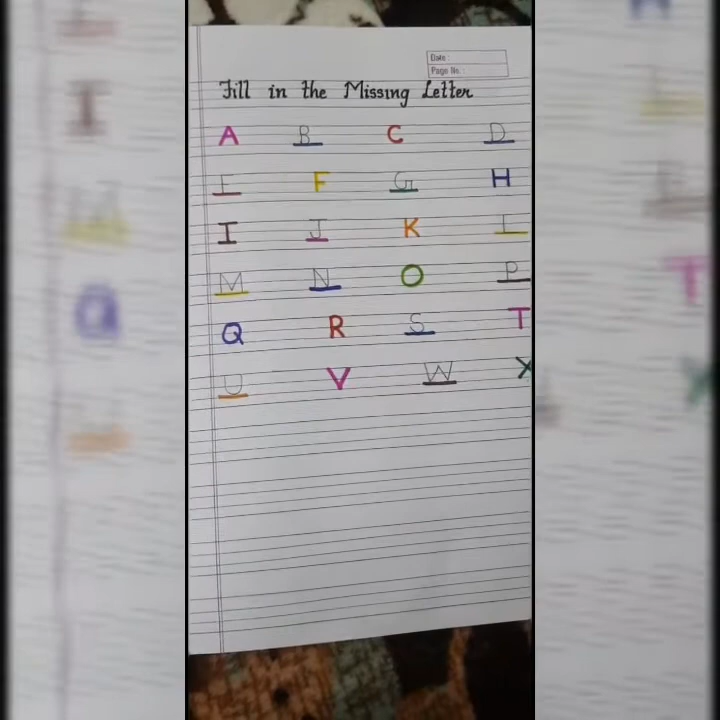 Date :
Page No. :
Fill in the Missing Letter
A B C D
E F G H
I J K L
M N O P
Q R S T
U V W X